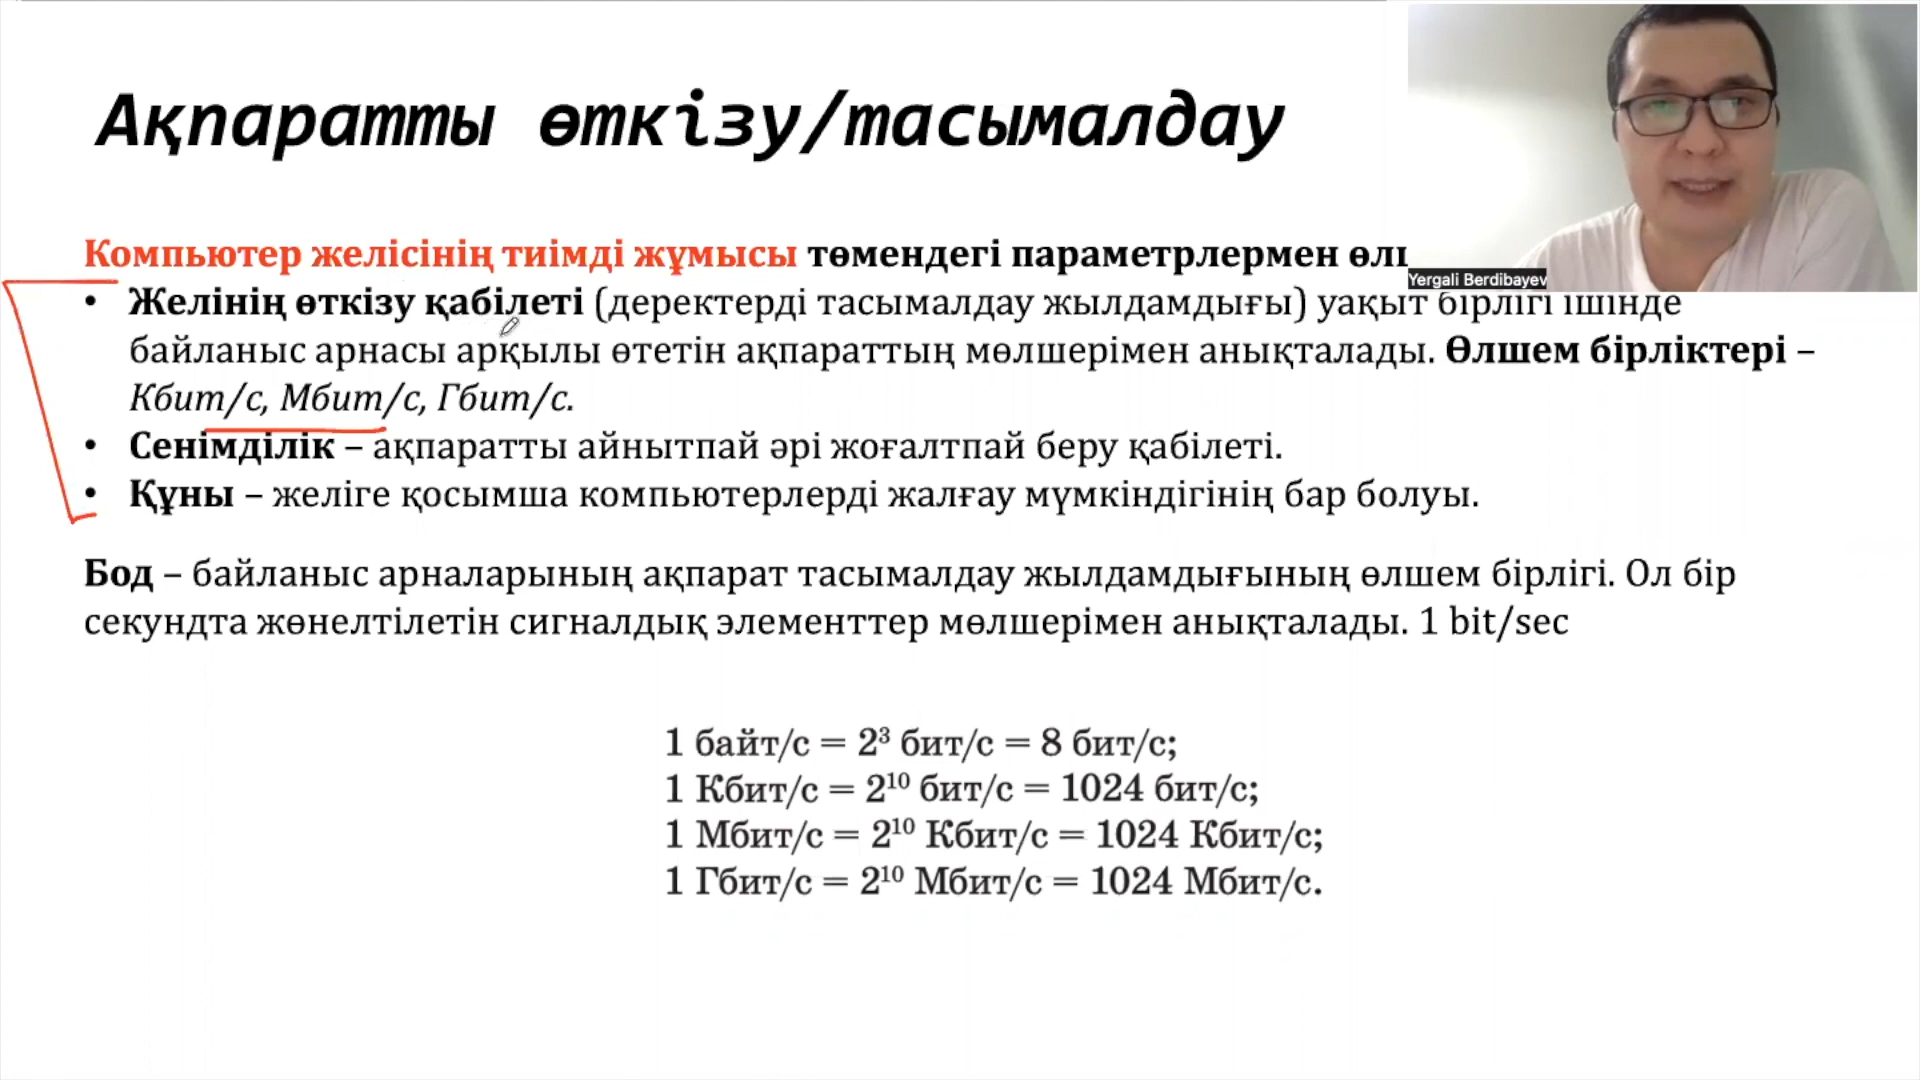 Ақпаратты өткізу/тасымалдау
Yergali Berdibayev
Компьютер желісінің тиімді жұмысы төмендегі параметрлермен
• Желінің өткізу қабілеті (деректерді тасымалдау жылдамдығы) уақыт бірлігі ішінде
байланыс арнасы арқылы өтетін ақпараттың мөлшерімен анықталады. Өлшем бірліктері –
Кбит/с, Мбит/с, Гбит/с.
• Сенімділік – ақпаратты айнытпай әрі жоғалтпай беру қабілеті.
• Құны – желіге қосымша компьютерлерді жалғау мүмкіндігінің бар болуы.
Бод – байланыс арналарының ақпарат тасымалдау жылдамдығының өлшем бірлігі. Ол бір
секундта жөнелтілетін сигналдық элементтер мөлшерімен анықталады. 1 bit/sec
1 байт/с = 2³ бит/с = 8 бит/с;
1 Кбит/с = 2¹⁰ бит/с = 1024 бит/с;
1 Мбит/с = 2¹⁰ Кбит/с = 1024 Кбит/с;
1 Гбит/с = 2¹⁰ Мбит/с = 1024 Мбит/с.